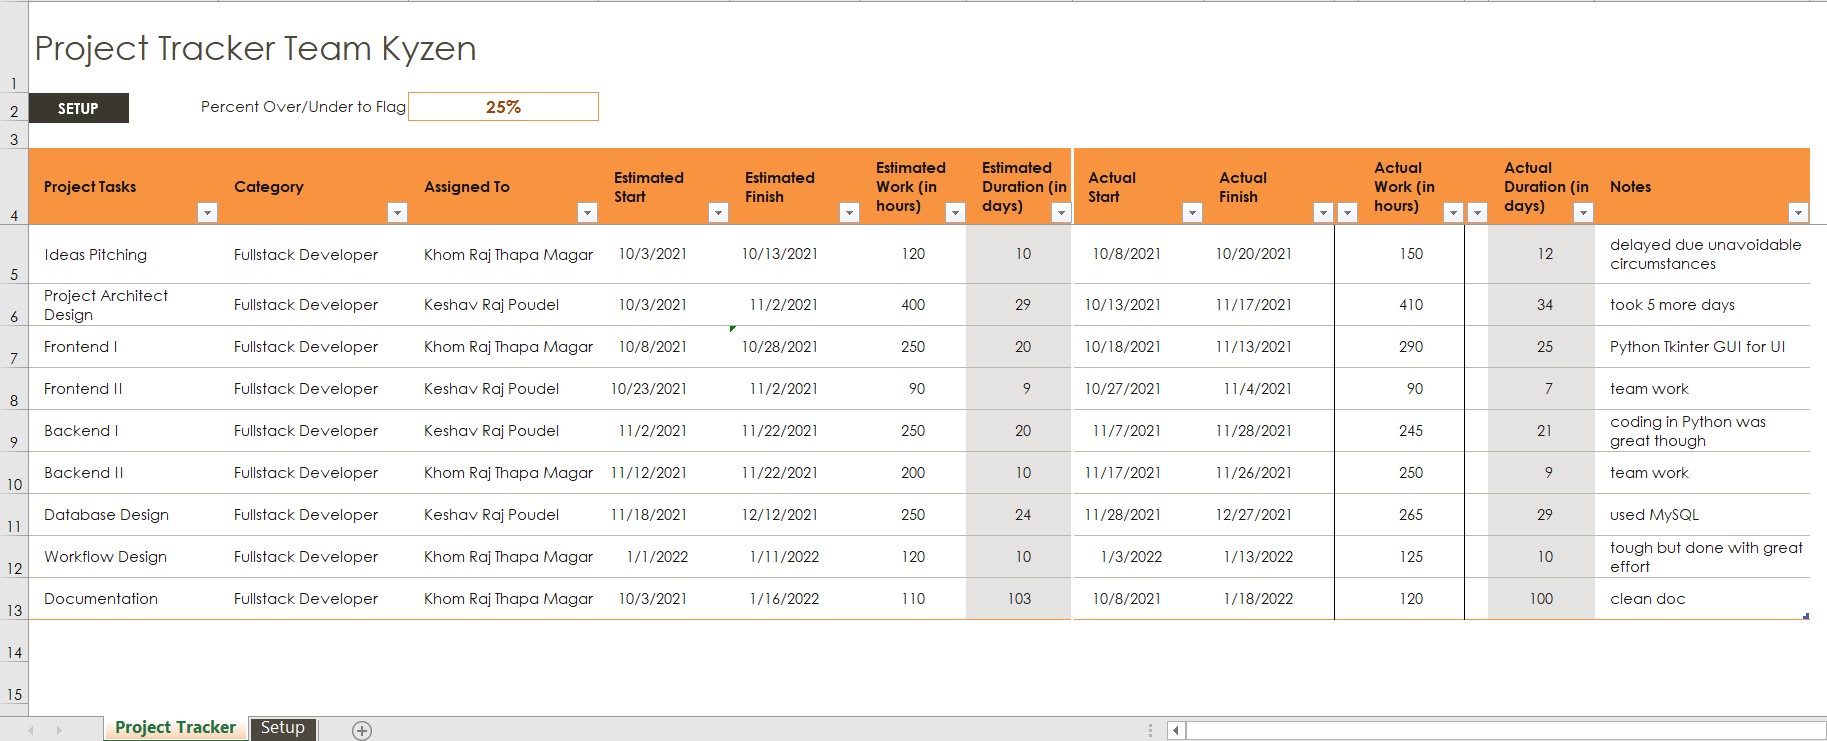 Project Tracker Team Kyzen
1
2 SETUP Percent Over/Under to Flag 25%
3
4 Project Tasks Category Assigned To Estimated Start Estimated Finish Estimated Work (in hours) Estimated Duration (in days) Actual Start Actual Finish Actual Work (in hours) Actual Duration (in days) Notes
5 Ideas Pitching Fullstack Developer Khom Raj Thapa Magar 10/3/2021 10/13/2021 120 10 10/8/2021 10/20/2021 150 12 delayed due unavoidable circumstances
6 Project Architect Design Fullstack Developer Keshav Raj Poudel 10/3/2021 11/2/2021 400 29 10/13/2021 11/17/2021 410 34 took 5 more days
7 Frontend I Fullstack Developer Khom Raj Thapa Magar 10/8/2021 10/28/2021 250 20 10/18/2021 11/13/2021 290 25 Python Tkinter GUI for UI
8 Frontend II Fullstack Developer Keshav Raj Poudel 10/23/2021 11/2/2021 90 9 10/27/2021 11/4/2021 90 7 team work
9 Backend I Fullstack Developer Keshav Raj Poudel 11/2/2021 11/22/2021 250 20 11/7/2021 11/28/2021 245 21 coding in Python was great though
10 Backend II Fullstack Developer Khom Raj Thapa Magar 11/12/2021 11/22/2021 200 10 11/17/2021 11/26/2021 250 9 team work
11 Database Design Fullstack Developer Keshav Raj Poudel 11/18/2021 12/12/2021 250 24 11/28/2021 12/27/2021 265 29 used MySQL
12 Workflow Design Fullstack Developer Khom Raj Thapa Magar 1/1/2022 1/11/2022 120 10 1/3/2022 1/13/2022 125 10 tough but done with great effort
13 Documentation Fullstack Developer Khom Raj Thapa Magar 10/3/2021 1/16/2022 110 103 10/8/2021 1/18/2022 120 100 clean doc
14
15
Project Tracker Setup